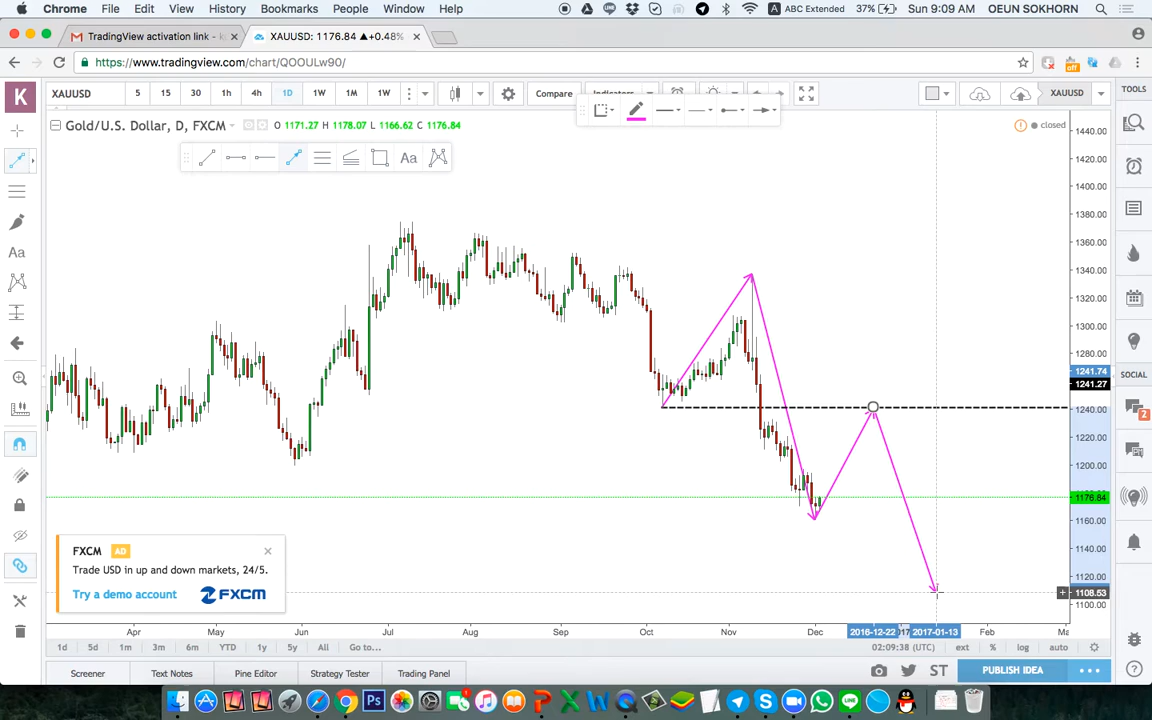 Chrome File Edit View History Bookmarks People Window Help ABC Extended 37% Sun 9:09 AM OEUN SOKHORN
TradingView activation link - k
XAUUSD: 1176.84 ▲+0.48%
https://www.tradingview.com/chart/QOOULw90/
K XAUUSD 5 15 30 1h 4h 1D 1W 1M 1W Compare Indicators XAUUSD TOOLS
Gold/U.S. Dollar, D, FXCM O 1171.27 H 1178.07 L 1166.62 C 1176.84 closed
Aa
Aa
1440.00
1420.00
1400.00
1380.00
1360.00
1340.00
1320.00
1300.00
1280.00
1241.74
SOCIAL
1241.27
1240.00
2
1220.00
1200.00
1176.84
1160.00
1140.00
1120.00
1108.53
1100.00
FXCM AD
Trade USD in up and down markets, 24/5.
Try a demo account FXCM
Apr May Jun Jul Aug Sep Oct Nov Dec 2016-12-22 17 2017-01-13 Feb Ma
1d 5d 1m 3m 6m YTD 1y 5y All Go to... 02:09:38 (UTC) ext % log auto
Screener Text Notes Pine Editor Strategy Tester Trading Panel ST PUBLISH IDEA